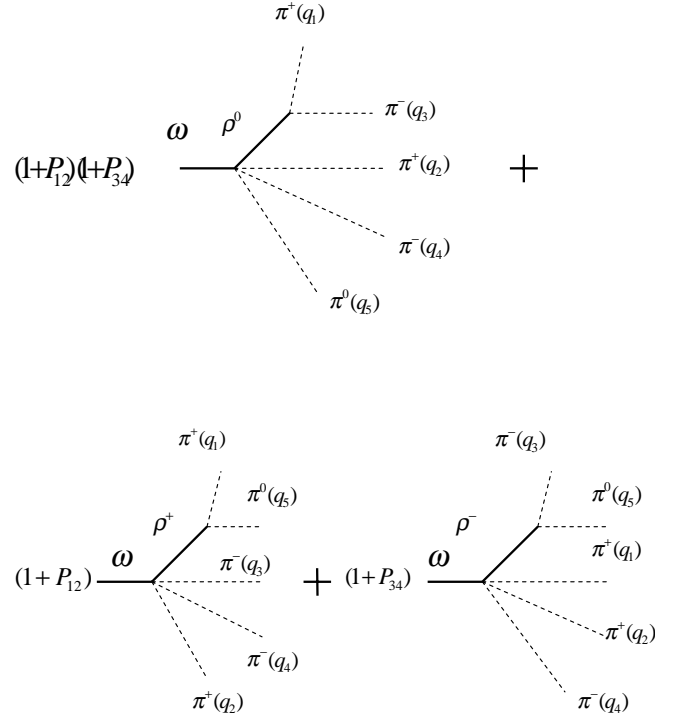 π⁺(q₁)
ω ρ⁰ π⁻(q₃)
(1+P₁₂)(1+P₃₄) π⁺(q₂) +
π⁻(q₄)
π⁰(q₅)
π⁺(q₁) π⁻(q₃)
π⁰(q₅) π⁰(q₅)
ρ⁺ ρ⁻
ω π⁻(q₃) ω π⁺(q₁)
(1+P₁₂) + (1+P₃₄)
π⁻(q₄) π⁺(q₂)
π⁺(q₂) π⁻(q₄)